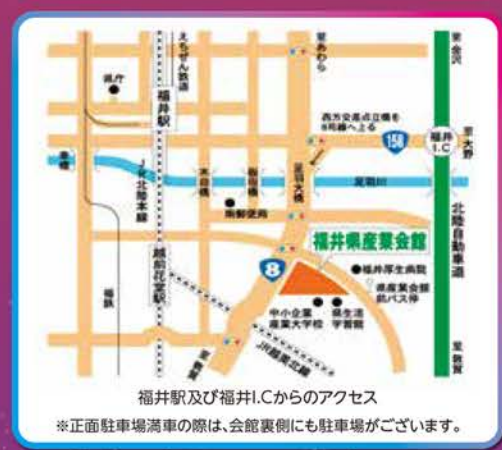 至あわら
至金沢
えちぜん鉄道
県庁
福井駅
西方交差点立橋を
8号線へ上る
158
福井
I.C
至大野
幸橋
JR北陸本線
木田橋
板垣橋
足羽大橋
足羽川
南郵便局
北陸自動車道
福井県産業会館
越前花堂駅
8
福井厚生病院
県産業会館
前バス停
福鉄
中小企業
産業大学校
県生活
学習館
JR越美北線
至敦賀
至敦賀
福井駅及び福井I.Cからのアクセス
※正面駐車場満車の際は、会館裏側にも駐車場がございます。